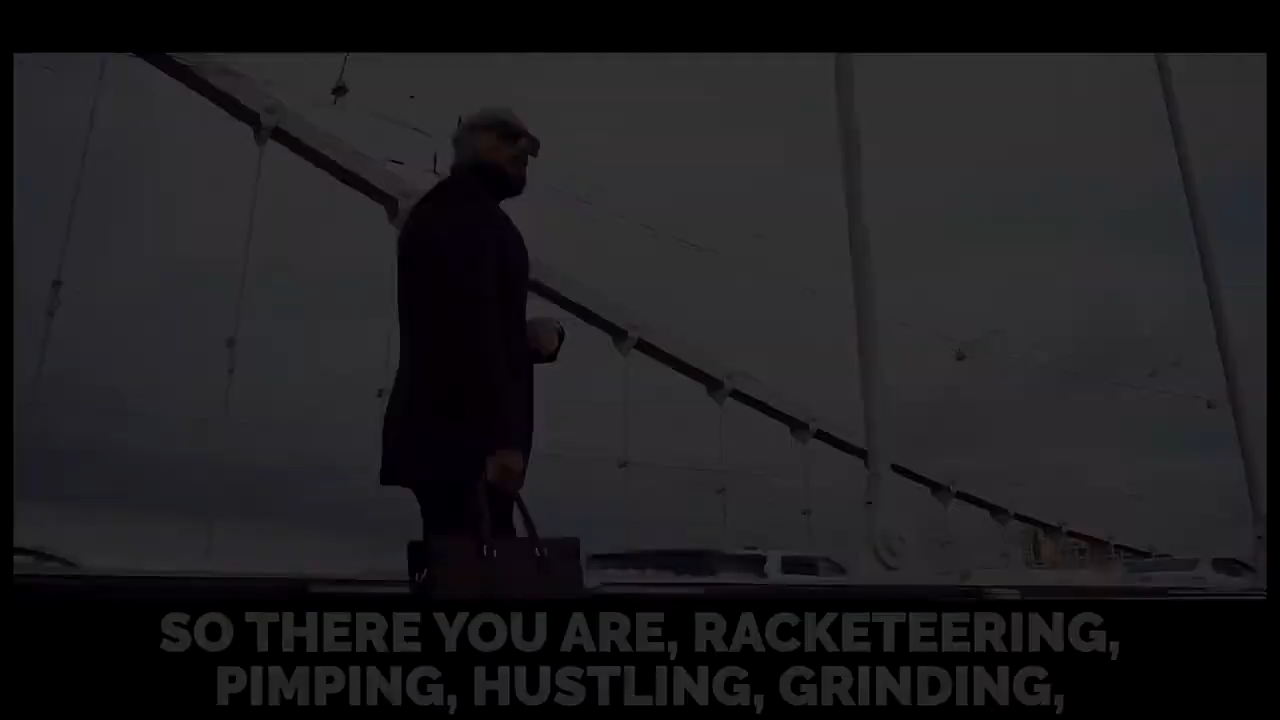 SO THERE YOU ARE, RACKETEERING,
PIMPING, HUSTLING, GRINDING,